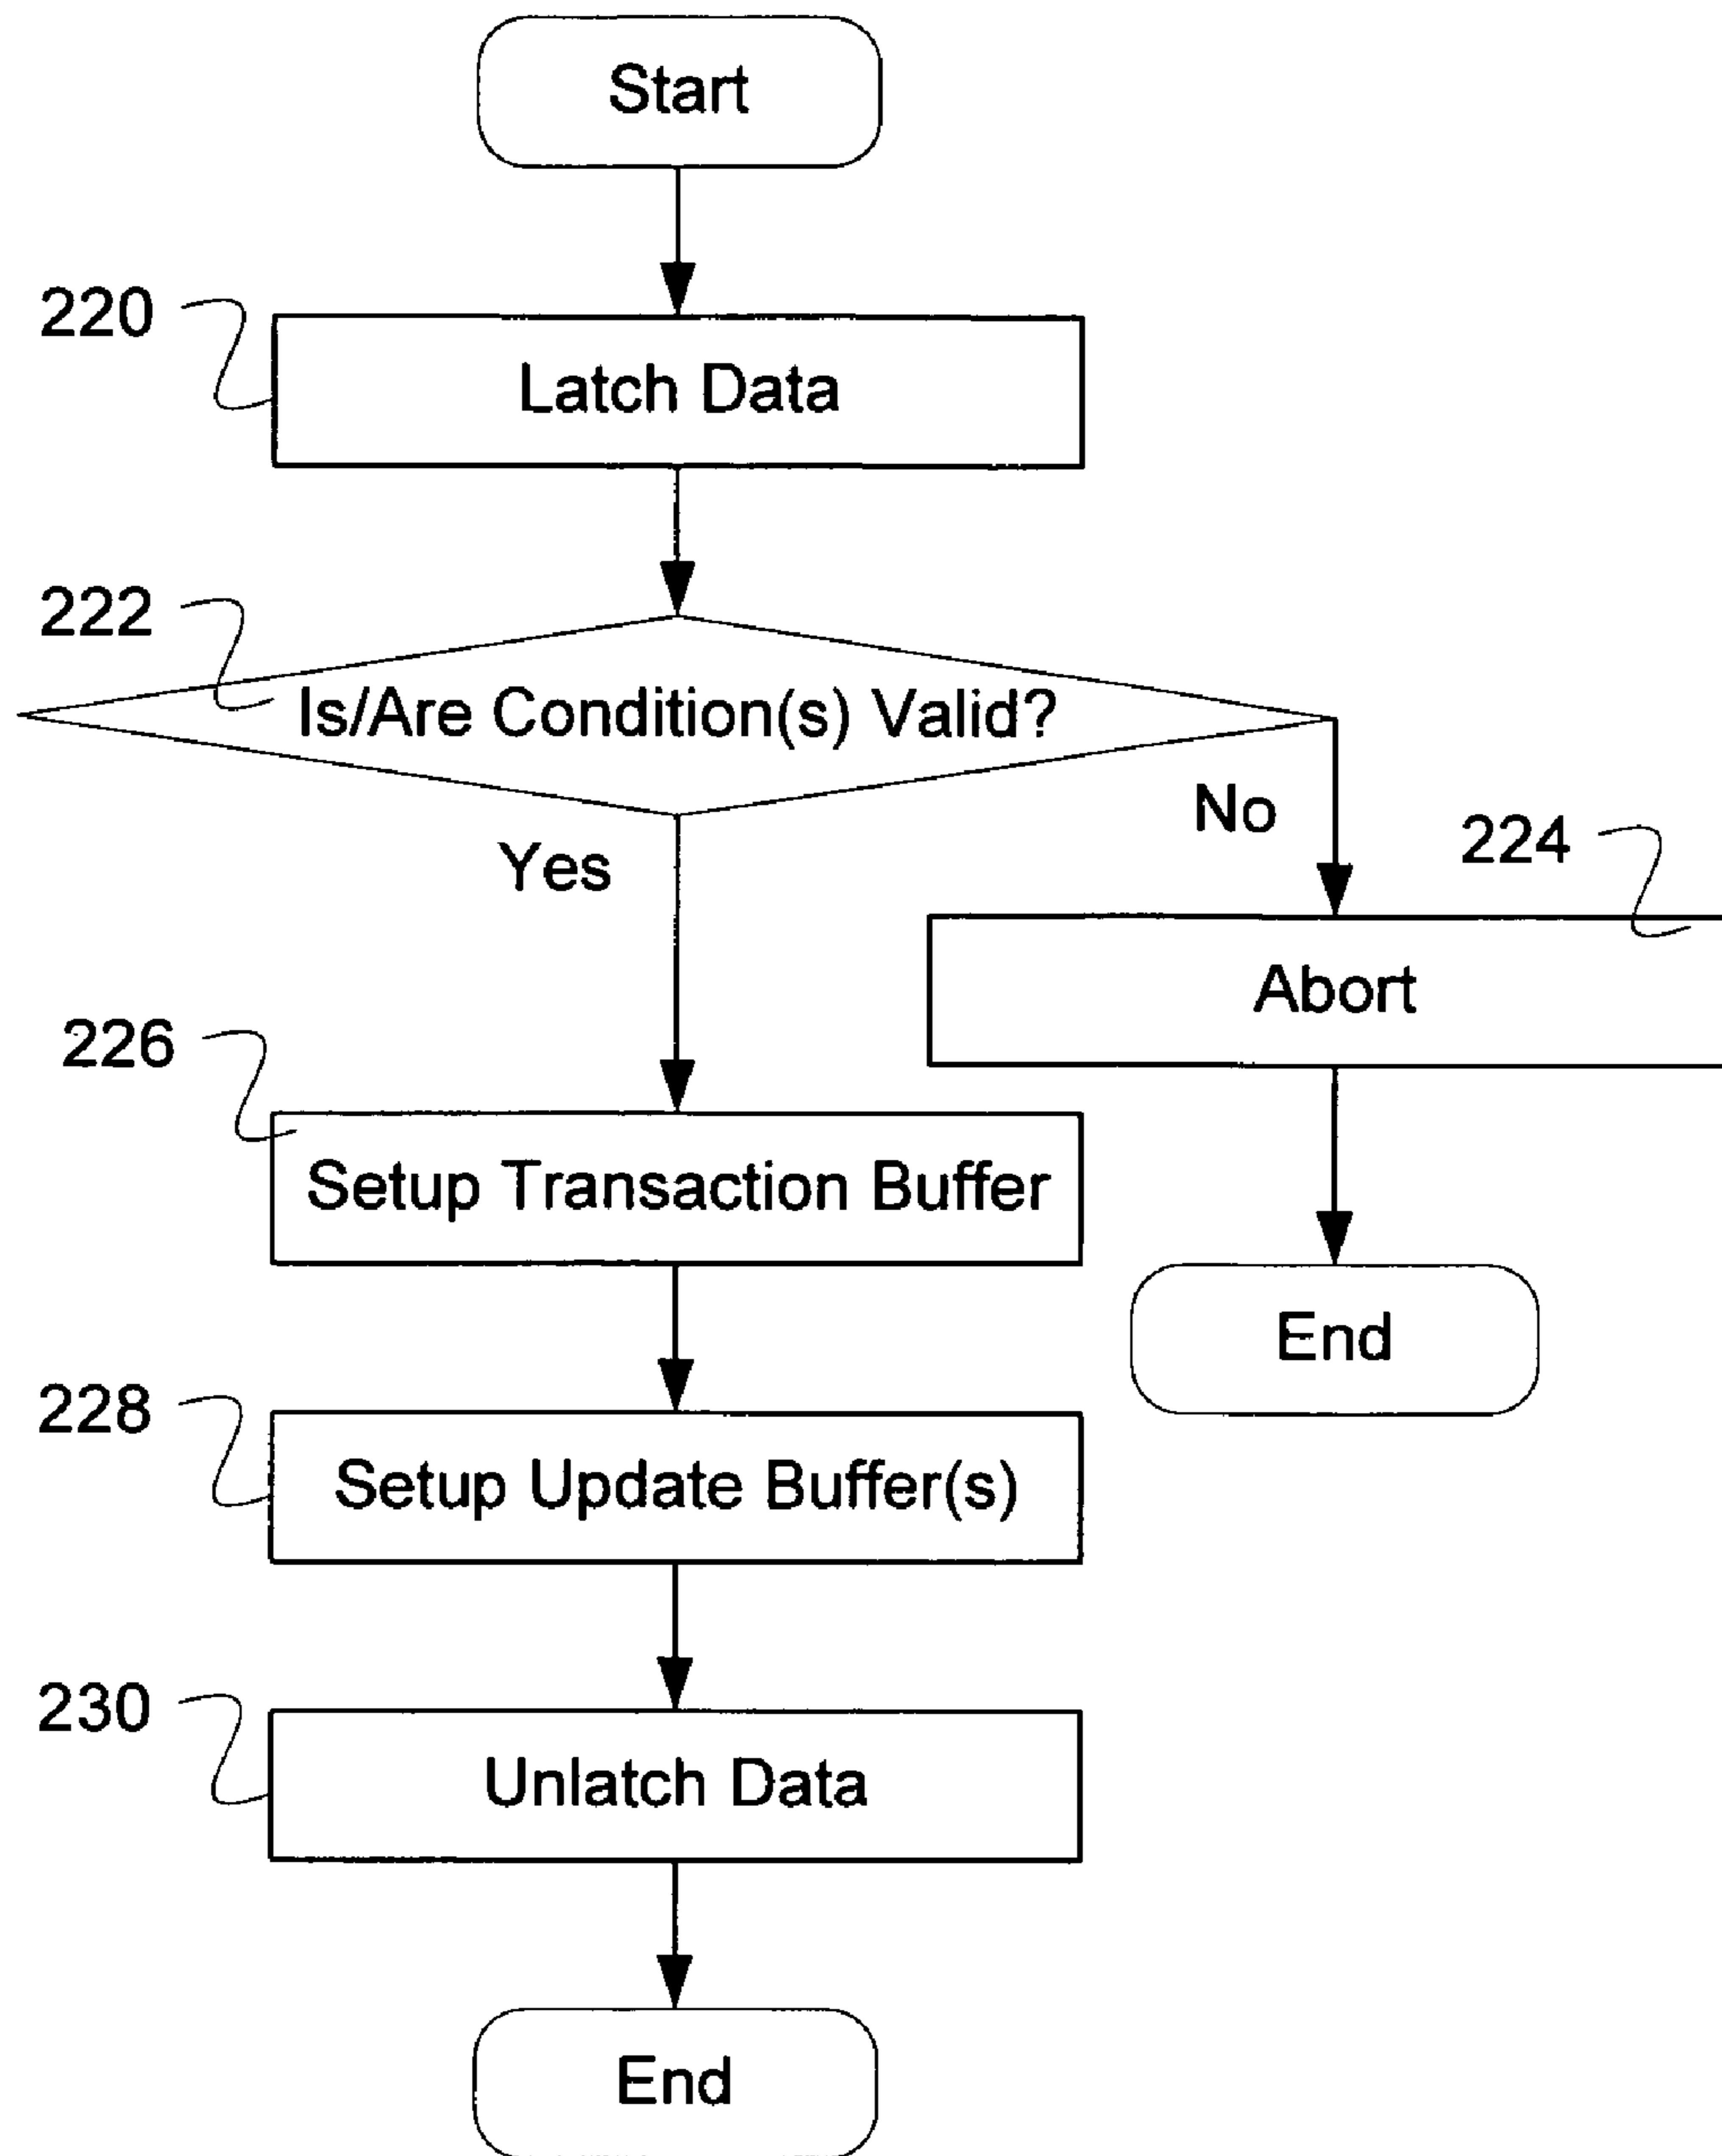 Start
220
Latch Data
222
Is/Are Condition(s) Valid?
No
Yes
224
Abort
226
Setup Transaction Buffer
End
228
Setup Update Buffer(s)
230
Unlatch Data
End